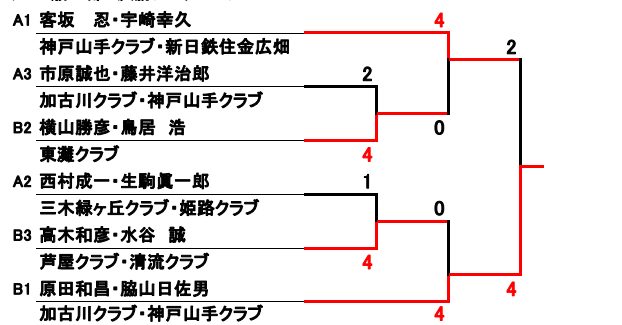 A1 客坂　忍・宇崎幸久 4
神戸山手クラブ・新日鉄住金広畑 2
A3 市原誠也・藤井洋治郎 2
加古川クラブ・神戸山手クラブ
B2 横山勝彦・鳥居　浩 0
東灘クラブ 4
A2 西村成一・生駒眞一郎 1
三木緑ヶ丘クラブ・姫路クラブ 0
B3 高木和彦・水谷　誠
芦屋クラブ・清流クラブ 4
B1 原田和昌・脇山日佐男 4
加古川クラブ・神戸山手クラブ 4